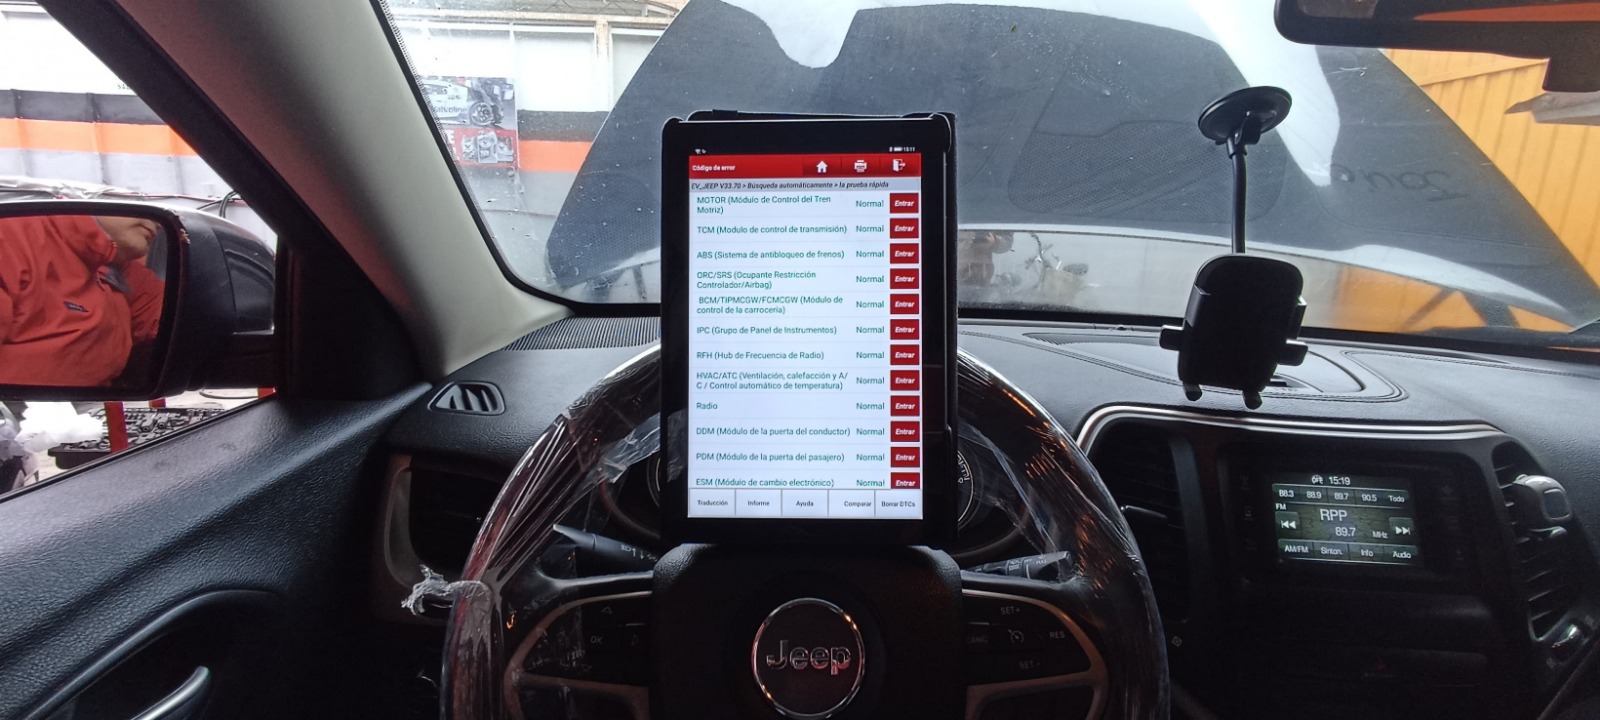 15:11
Código de error
EV_JEEP V33.70 > Búsqueda automáticamente > la prueba rápida
MOTOR (Módulo de Control del Tren
Motriz) Normal Entrar
TCM (Modulo de control de transmisión) Normal Entrar
ABS (Sistema de antibloqueo de frenos) Normal Entrar
ORC/SRS (Ocupante Restricción
Controlador/Airbag) Normal Entrar
BCM/TIPMCGW/FCMCGW (Módulo de
control de la carrocería) Normal Entrar
IPC (Grupo de Panel de Instrumentos) Normal Entrar
RFH (Hub de Frecuencia de Radio) Normal Entrar
HVAC/ATC (Ventilación, calefacción y A/
C / Control automático de temperatura) Normal Entrar
Radio Normal Entrar
DDM (Módulo de la puerta del conductor) Normal Entrar
PDM (Módulo de la puerta del pasajero) Normal Entrar
ESM (Módulo de cambio electrónico) Normal Entrar
Traducción Informe Ayuda Comparar Borrar DTCs
15:19
88.3 88.9 89.7 90.5 Todo
FM
RPP
89.7 MHz
AM/FM Sinton. Info Audio
OK
SET+
CANC
RES
SET-
Jeep